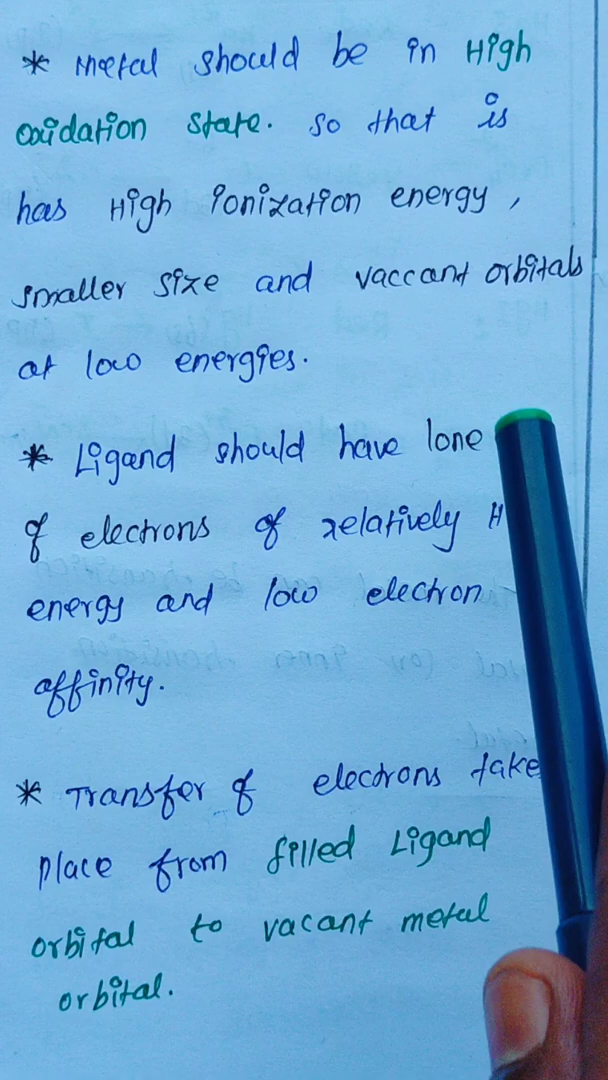 * Metal should be in High
oxidation state. so that is
has High ionization energy,
smaller size and vaccant orbitals
at low energies.
* Ligand should have lone
of electrons of relatively H
energy and low electron
affinity.
* Transfer of electrons take
place from filled Ligand
orbital to vacant metal
orbital.